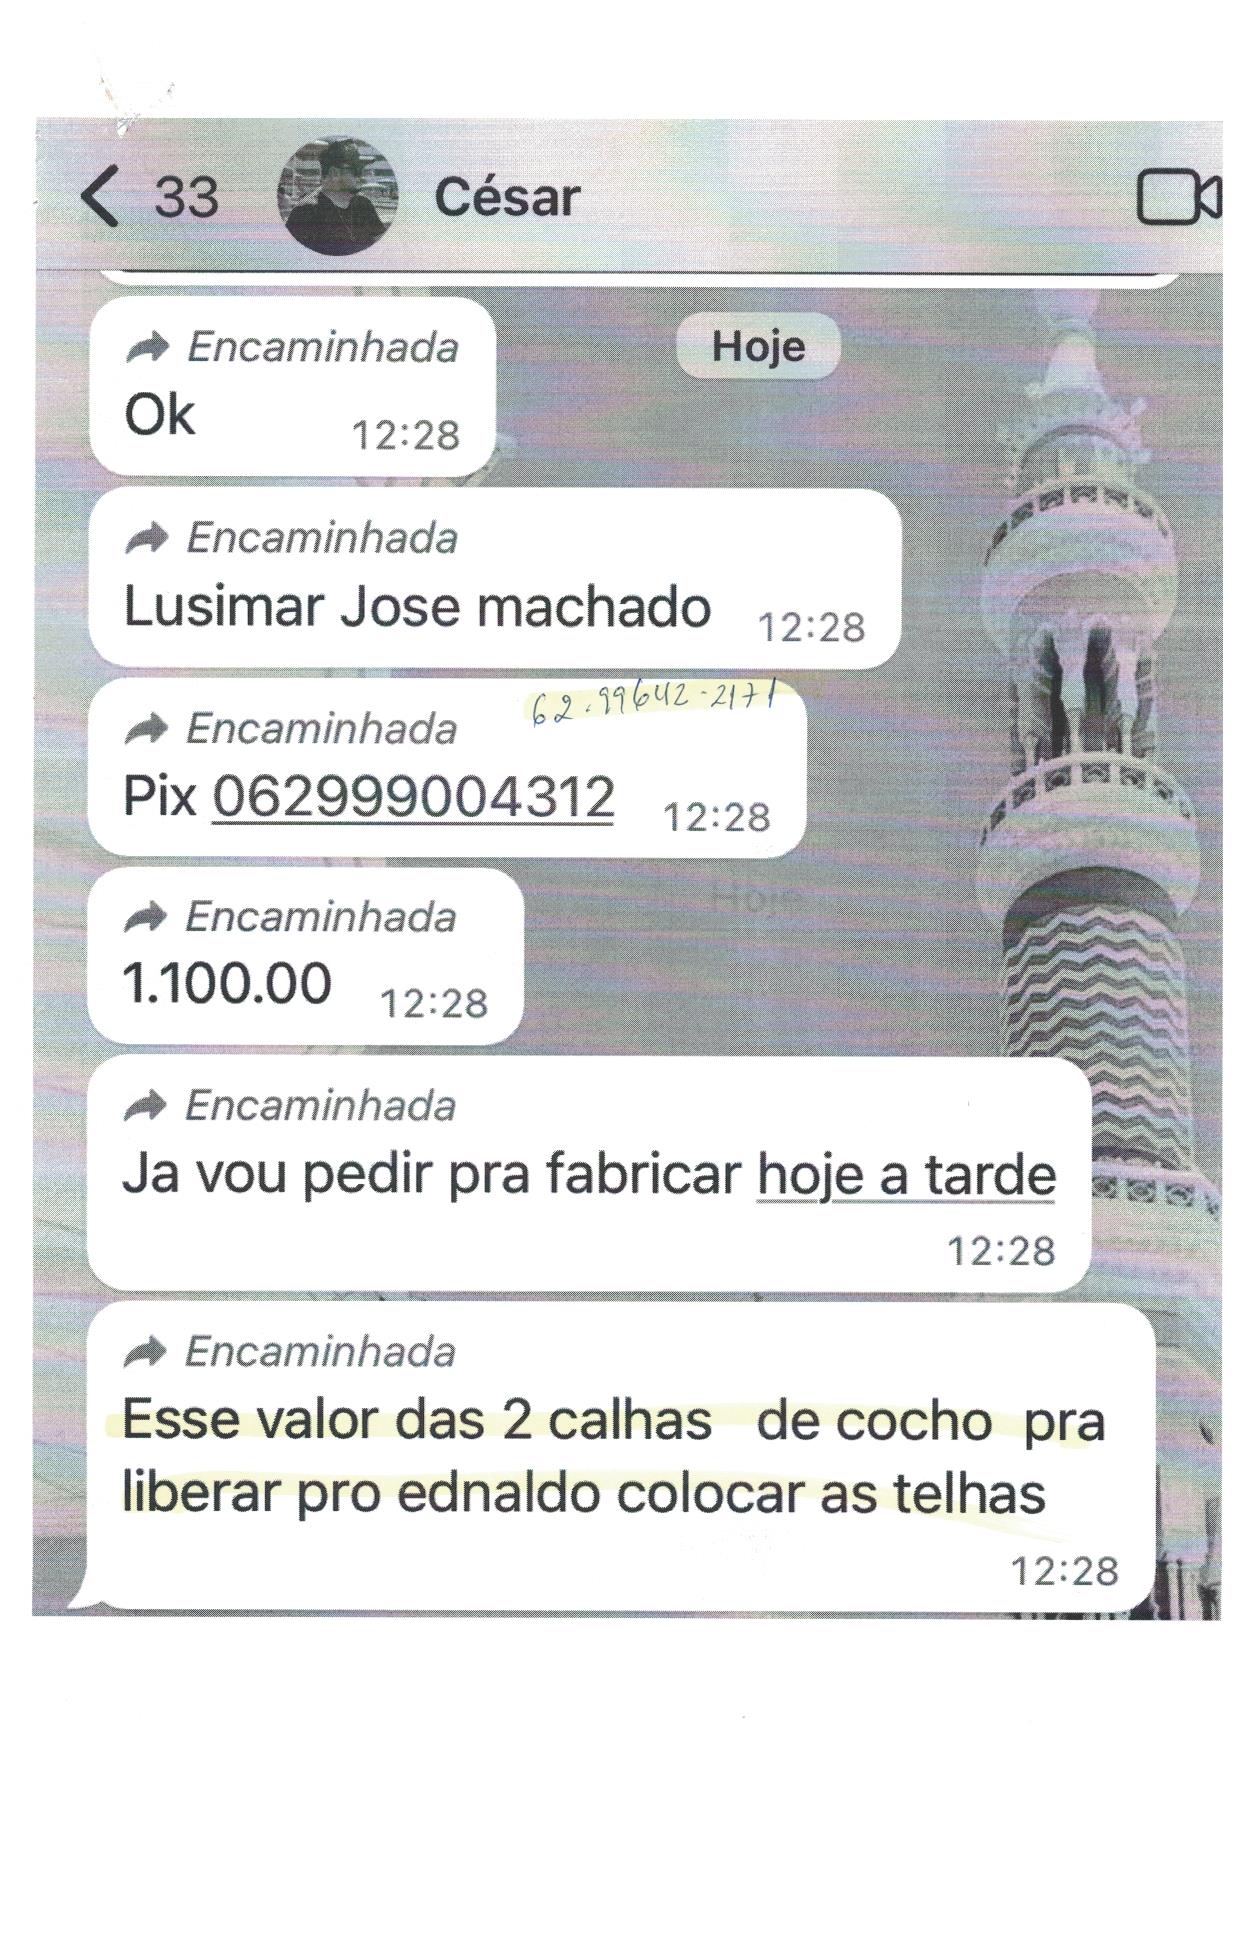 33
César
Hoje
Encaminhada
Ok
12:28
Encaminhada
Lusimar Jose machado
12:28
62.99642-2171
Encaminhada
Pix 062999004312
12:28
Hoje
Encaminhada
1.100.00
12:28
Encaminhada
Ja vou pedir pra fabricar hoje a tarde
12:28
Encaminhada
Esse valor das 2 calhas de cocho pra
liberar pro ednaldo colocar as telhas
12:28